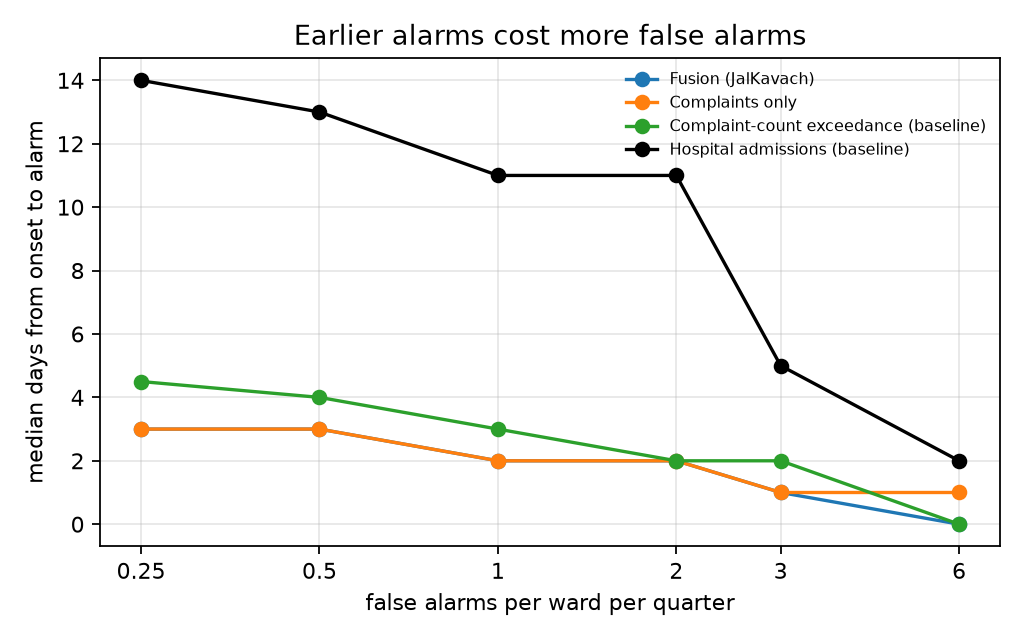 Earlier alarms cost more false alarms
Fusion (JalKavach)
Complaints only
Complaint-count exceedance (baseline)
Hospital admissions (baseline)
median days from onset to alarm
14
12
10
8
6
4
2
0
0.25 0.5 1 2 3 6
false alarms per ward per quarter